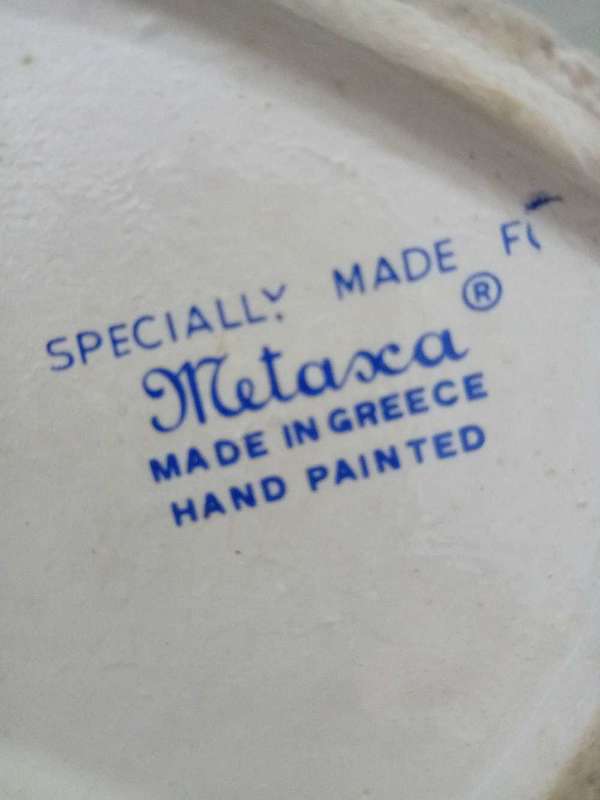 SPECIALLY MADE
Metaxa ®
MADE IN GREECE
HAND PAINTED